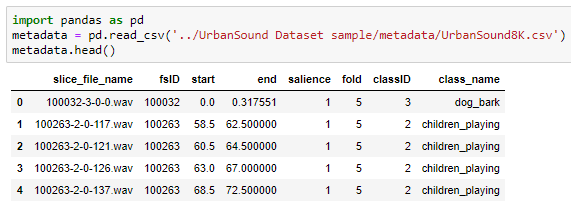 import pandas as pd
metadata = pd.read_csv('../UrbanSound Dataset sample/metadata/UrbanSound8K.csv')
metadata.head()
slice_file_name fsID start end salience fold classID class_name
0 100032-3-0-0.wav 100032 0.0 0.317551 1 5 3 dog_bark
1 100263-2-0-117.wav 100263 58.5 62.500000 1 5 2 children_playing
2 100263-2-0-121.wav 100263 60.5 64.500000 1 5 2 children_playing
3 100263-2-0-126.wav 100263 63.0 67.000000 1 5 2 children_playing
4 100263-2-0-137.wav 100263 68.5 72.500000 1 5 2 children_playing